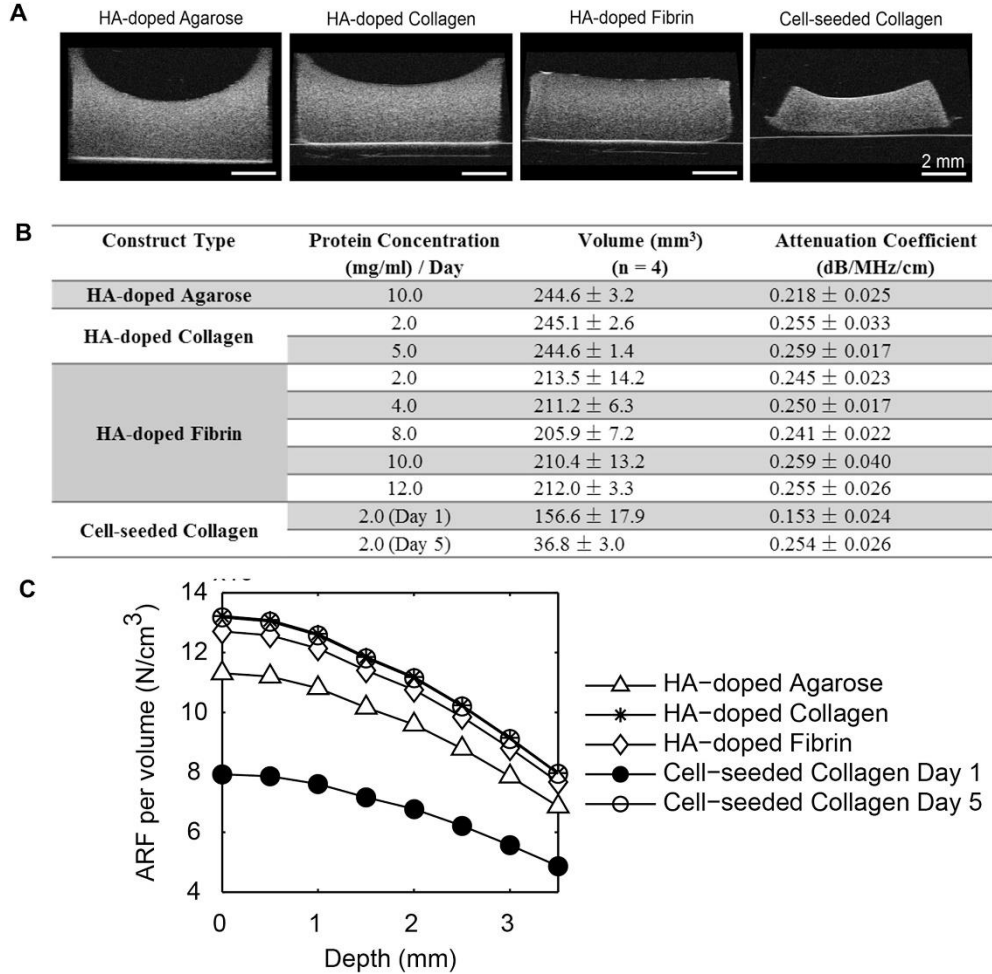 A
HA-doped Agarose HA-doped Collagen HA-doped Fibrin Cell-seeded Collagen
2 mm
B
Construct Type Protein Concentration (mg/ml) / Day Volume (mm³) (n = 4) Attenuation Coefficient (dB/MHz/cm)
HA-doped Agarose 10.0 244.6 ± 3.2 0.218 ± 0.025
HA-doped Collagen 2.0 245.1 ± 2.6 0.255 ± 0.033
5.0 244.6 ± 1.4 0.259 ± 0.017
HA-doped Fibrin 2.0 213.5 ± 14.2 0.245 ± 0.023
4.0 211.2 ± 6.3 0.250 ± 0.017
8.0 205.9 ± 7.2 0.241 ± 0.022
10.0 210.4 ± 13.2 0.259 ± 0.040
12.0 212.0 ± 3.3 0.255 ± 0.026
Cell-seeded Collagen 2.0 (Day 1) 156.6 ± 17.9 0.153 ± 0.024
2.0 (Day 5) 36.8 ± 3.0 0.254 ± 0.026
C
ARF per volume (N/cm³)
14
12
10
8
6
4
0 1 2 3
Depth (mm)
HA−doped Agarose
HA−doped Collagen
HA−doped Fibrin
Cell−seeded Collagen Day 1
Cell−seeded Collagen Day 5